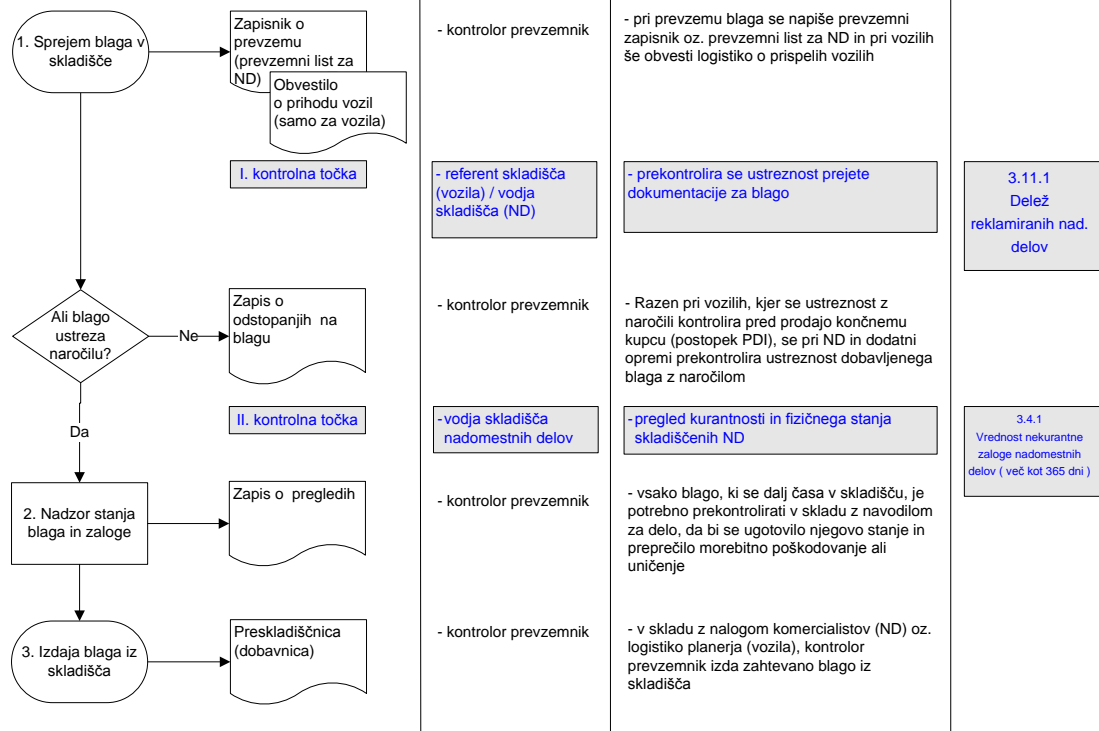 1. Sprejem blaga v
skladišče
Zapisnik o
prevzemu
(prevzemni list za
ND)
Obvestilo
o prihodu vozil
(samo za vozila)
- kontrolor prevzemnik
- pri prevzemu blaga se napiše prevzemni
zapisnik oz. prevzemni list za ND in pri vozilih
še obvesti logistiko o prispelih vozilih
I. kontrolna točka
- referent skladišča
(vozila) / vodja
skladišča (ND)
- prekontrolira se ustreznost prejete
dokumentacije za blago
3.11.1
Delež
reklamiranih nad.
delov
Ali blago
ustreza
naročilu?
Ne
Zapis o
odstopanjih na
blagu
- kontrolor prevzemnik
- Razen pri vozilih, kjer se ustreznost z
naročili kontrolira pred prodajo končnemu
kupcu (postopek PDI), se pri ND in dodatni
opremi prekontrolira ustreznost dobavljenega
blaga z naročilom
Da
II. kontrolna točka
- vodja skladišča
nadomestnih delov
- pregled kurantnosti in fizičnega stanja
skladiščenih ND
3.4.1
Vrednost nekurantne
zaloge nadomestnih
delov ( več kot 365 dni )
2. Nadzor stanja
blaga in zaloge
Zapis o pregledih
- kontrolor prevzemnik
- vsako blago, ki se dalj časa v skladišču, je
potrebno prekontrolirati v skladu z navodilom
za delo, da bi se ugotovilo njegovo stanje in
preprečilo morebitno poškodovanje ali
uničenje
3. Izdaja blaga iz
skladišča
Preskladiščnica
(dobavnica)
- kontrolor prevzemnik
- v skladu z nalogom komercialistov (ND) oz.
logistiko planerja (vozila), kontrolor
prevzemnik izda zahtevano blago iz
skladišča